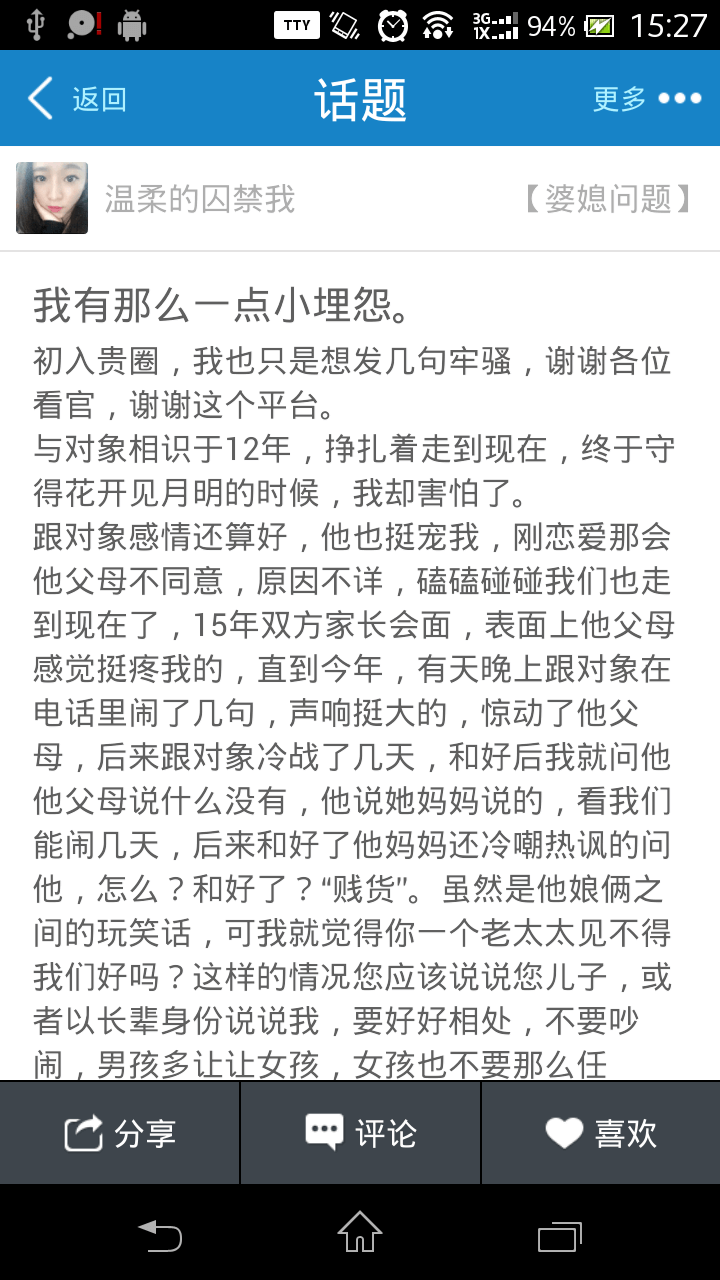 TTY
3G
1X
94%
15:27
返回
话题
更多
温柔的囚禁我
【婆媳问题】
我有那么一点小埋怨。
初入贵圈，我也只是想发几句牢骚，谢谢各位
看官，谢谢这个平台。
与对象相识于12年，挣扎着走到现在，终于守
得花开见月明的时候，我却害怕了。
跟对象感情还算好，他也挺宠我，刚恋爱那会
他父母不同意，原因不详，磕磕碰碰我们也走
到现在了，15年双方家长会面，表面上他父母
感觉挺疼我的，直到今年，有天晚上跟对象在
电话里闹了几句，声响挺大的，惊动了他父
母，后来跟对象冷战了几天，和好后我就问他
他父母说什么没有，他说她妈妈说的，看我们
能闹几天，后来和好了他妈妈还冷嘲热讽的问
他，怎么？和好了？“贱货”。虽然是他娘俩之
间的玩笑话，可我就觉得你一个老太太见不得
我们好吗？这样的情况您应该说说您儿子，或
者以长辈身份说说我，要好好相处，不要吵
闹，男孩多让让女孩，女孩也不要那么任
分享
评论
喜欢